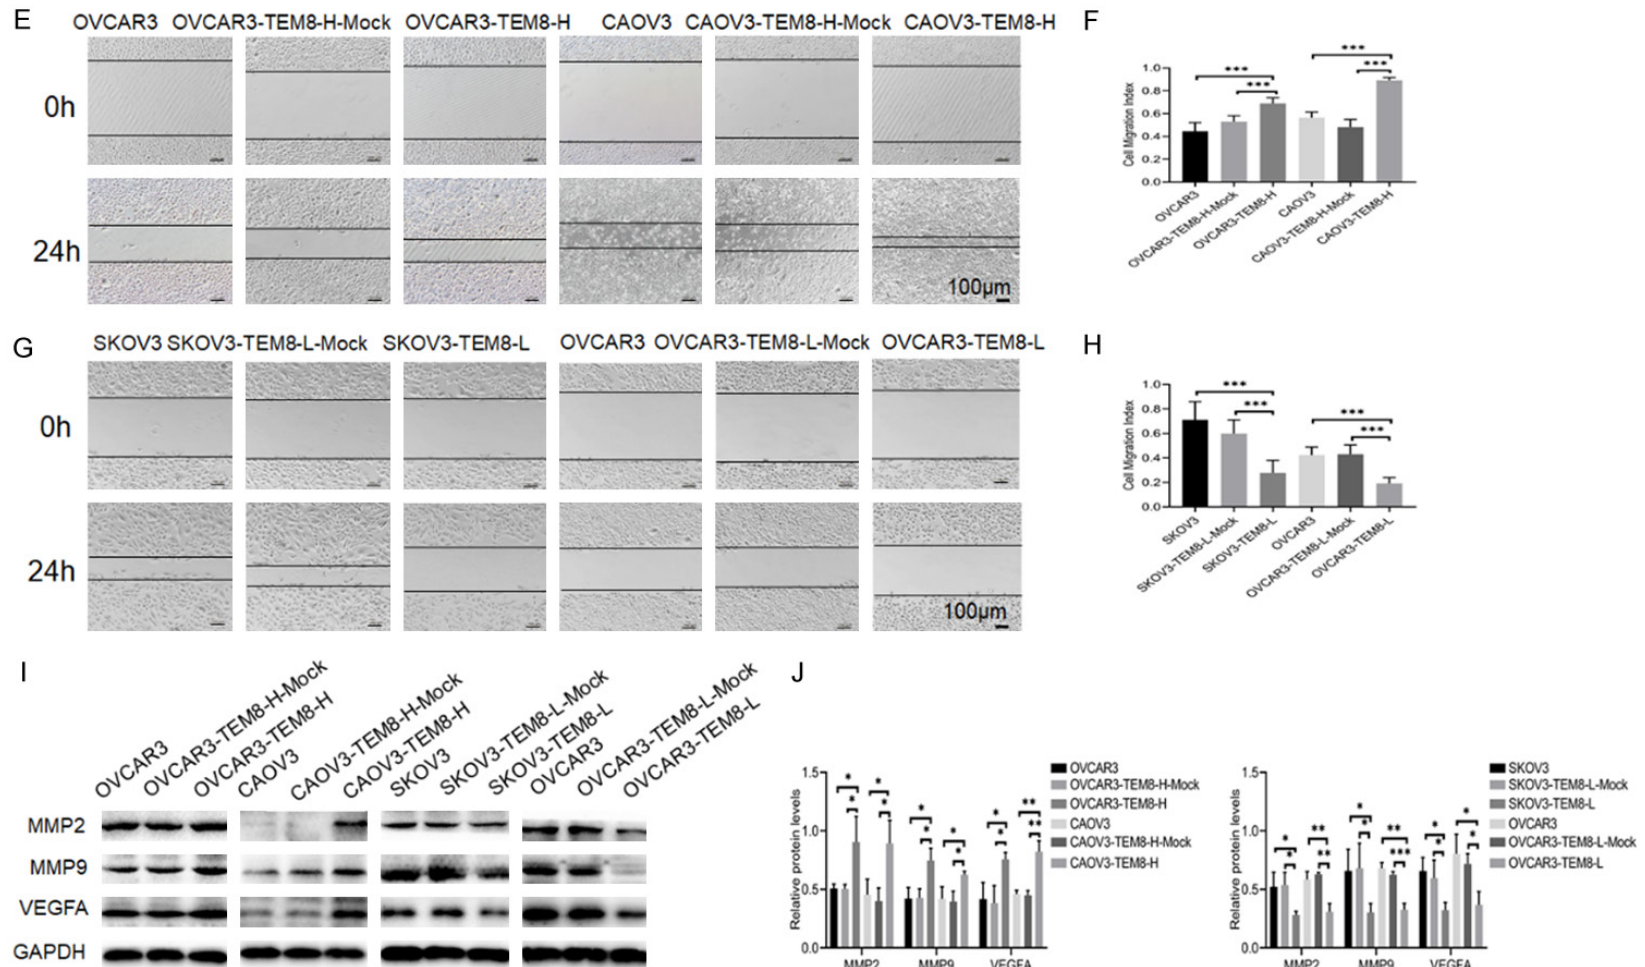 E
OVCAR3 OVCAR3-TEM8-H-Mock OVCAR3-TEM8-H CAOV3 CAOV3-TEM8-H-Mock CAOV3-TEM8-H
0h
24h
100μm
F
***
***
***
***
Cell Migration Index
1.0
0.8
0.6
0.4
0.2
0.0
OVCAR3
OVCAR3-TEM8-H-Mock
OVCAR3-TEM8-H
CAOV3
CAOV3-TEM8-H-Mock
CAOV3-TEM8-H
G
SKOV3 SKOV3-TEM8-L-Mock SKOV3-TEM8-L OVCAR3 OVCAR3-TEM8-L-Mock OVCAR3-TEM8-L
0h
24h
100μm
H
***
***
***
***
Cell Migration Index
1.0
0.8
0.6
0.4
0.2
0.0
SKOV3
SKOV3-TEM8-L-Mock
SKOV3-TEM8-L
OVCAR3
OVCAR3-TEM8-L-Mock
OVCAR3-TEM8-L
I
OVCAR3
OVCAR3-TEM8-H-Mock
OVCAR3-TEM8-H
CAOV3
CAOV3-TEM8-H-Mock
CAOV3-TEM8-H
SKOV3
SKOV3-TEM8-L-Mock
SKOV3-TEM8-L
OVCAR3
OVCAR3-TEM8-L-Mock
OVCAR3-TEM8-L
MMP2
MMP9
VEGFA
GAPDH
J
Relative protein levels
1.5
1.0
0.5
0.0
* * * *
* * * *
* * ** **
MMP2 MMP9 VEGFA
OVCAR3
OVCAR3-TEM8-H-Mock
OVCAR3-TEM8-H
CAOV3
CAOV3-TEM8-H-Mock
CAOV3-TEM8-H
Relative protein levels
1.5
1.0
0.5
0.0
* * ** **
* * ** ***
* * * *
MMP2 MMP9 VEGFA
SKOV3
SKOV3-TEM8-L-Mock
SKOV3-TEM8-L
OVCAR3
OVCAR3-TEM8-L-Mock
OVCAR3-TEM8-L